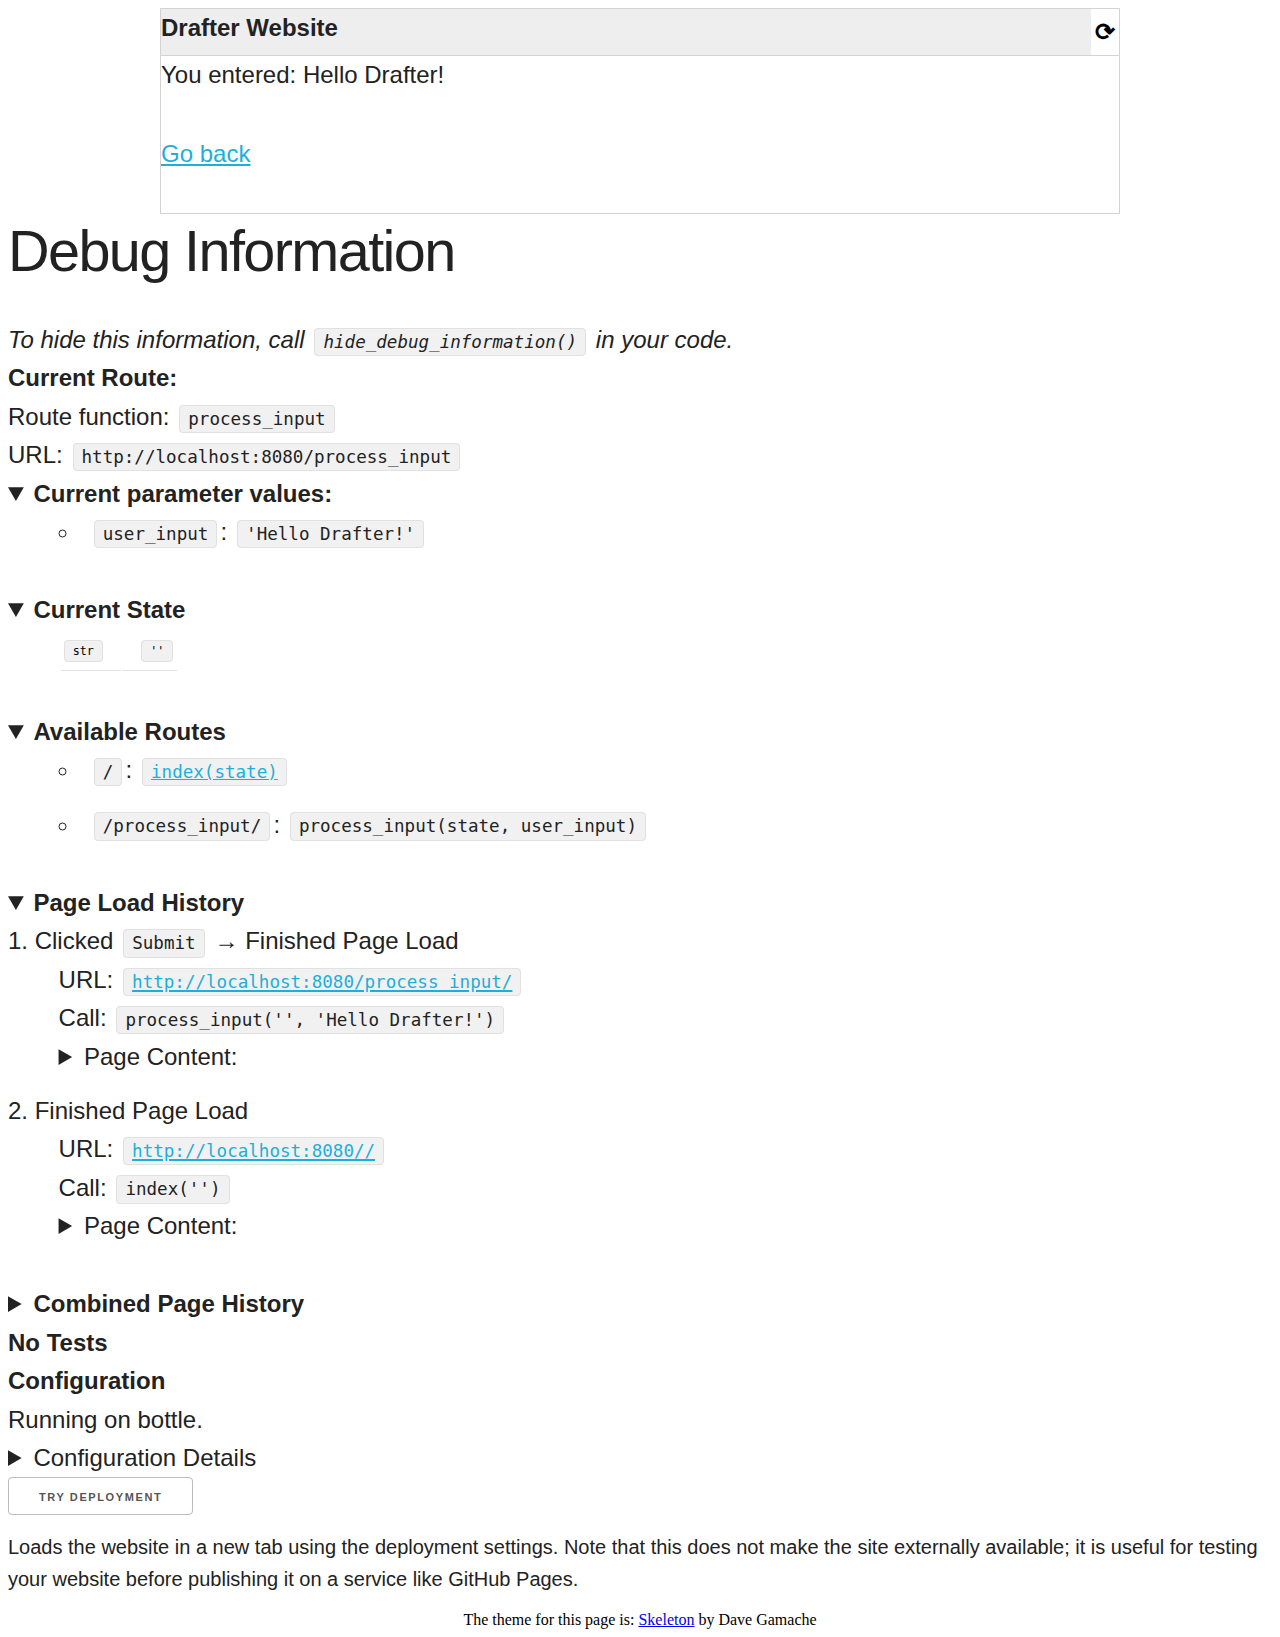 Drafter Website ⟳
You entered: Hello Drafter!
Go back
Debug Information
To hide this information, call hide_debug_information() in your code.
Current Route:
Route function: process_input
URL: http://localhost:8080/process_input
▼ Current parameter values:
user_input: 'Hello Drafter!'
▼ Current State
str ''
▼ Available Routes
/: index(state)
/process_input/: process_input(state, user_input)
▼ Page Load History
1. Clicked Submit → Finished Page Load
URL: http://localhost:8080/process_input/
Call: process_input('', 'Hello Drafter!')
▶ Page Content:
2. Finished Page Load
URL: http://localhost:8080//
Call: index('')
▶ Page Content:
▶ Combined Page History
No Tests
Configuration
Running on bottle.
▶ Configuration Details
TRY DEPLOYMENT
Loads the website in a new tab using the deployment settings. Note that this does not make the site externally available; it is useful for testing
your website before publishing it on a service like GitHub Pages.
The theme for this page is: Skeleton by Dave Gamache